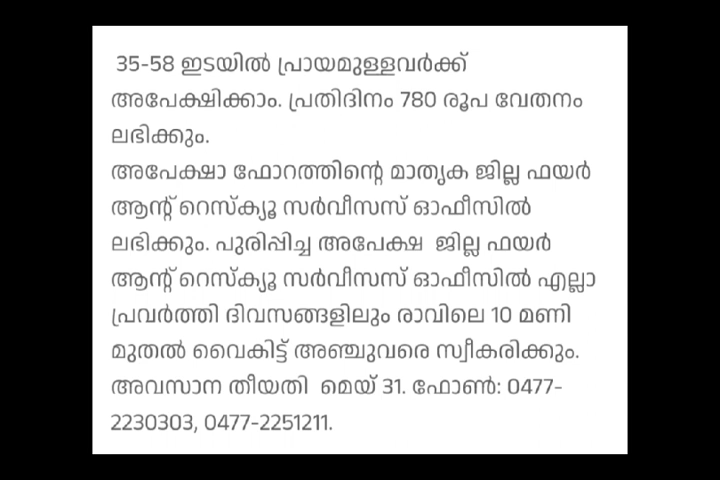 35-58 ഇടയിൽ പ്രായമുള്ളവർക്ക്
അപേക്ഷിക്കാം. പ്രതിദിനം 780 രൂപ വേതനം
ലഭിക്കും.
അപേക്ഷാ ഫോറത്തിന്റെ മാതൃക ജില്ല ഫയർ
ആന്റ് റെസ്ക്യൂ സർവീസസ് ഓഫീസിൽ
ലഭിക്കും. പുരിപ്പിച്ച അപേക്ഷ ജില്ല ഫയർ
ആന്റ് റെസ്ക്യൂ സർവീസസ് ഓഫീസിൽ എല്ലാ
പ്രവർത്തി ദിവസങ്ങളിലും രാവിലെ 10 മണി
മുതൽ വൈകിട്ട് അഞ്ചുവരെ സ്വീകരിക്കും.
അവസാന തീയതി മെയ് 31. ഫോൺ: 0477-
2230303, 0477-2251211.